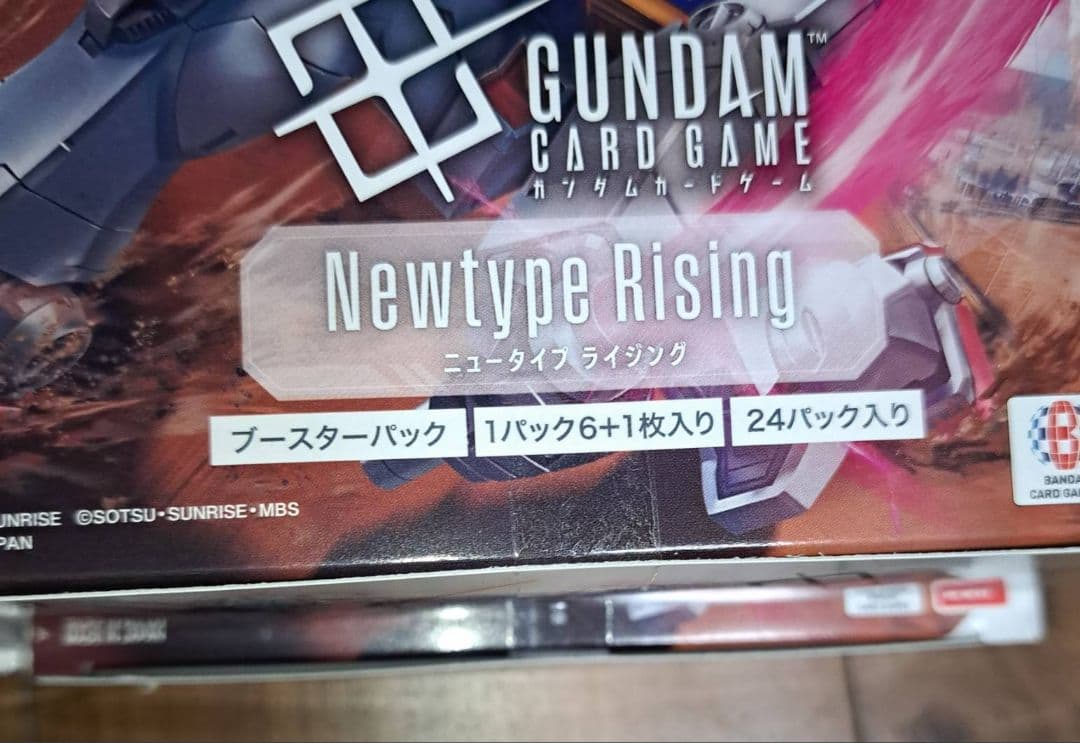 GUNDAM™
CARD GAME
ガンダムカードゲーム
Newtype Rising
ニュータイプ ライジング
ブースターパック 1パック6+1枚入り 24パック入り
©SOTSU・SUNRISE・MBS
CARD